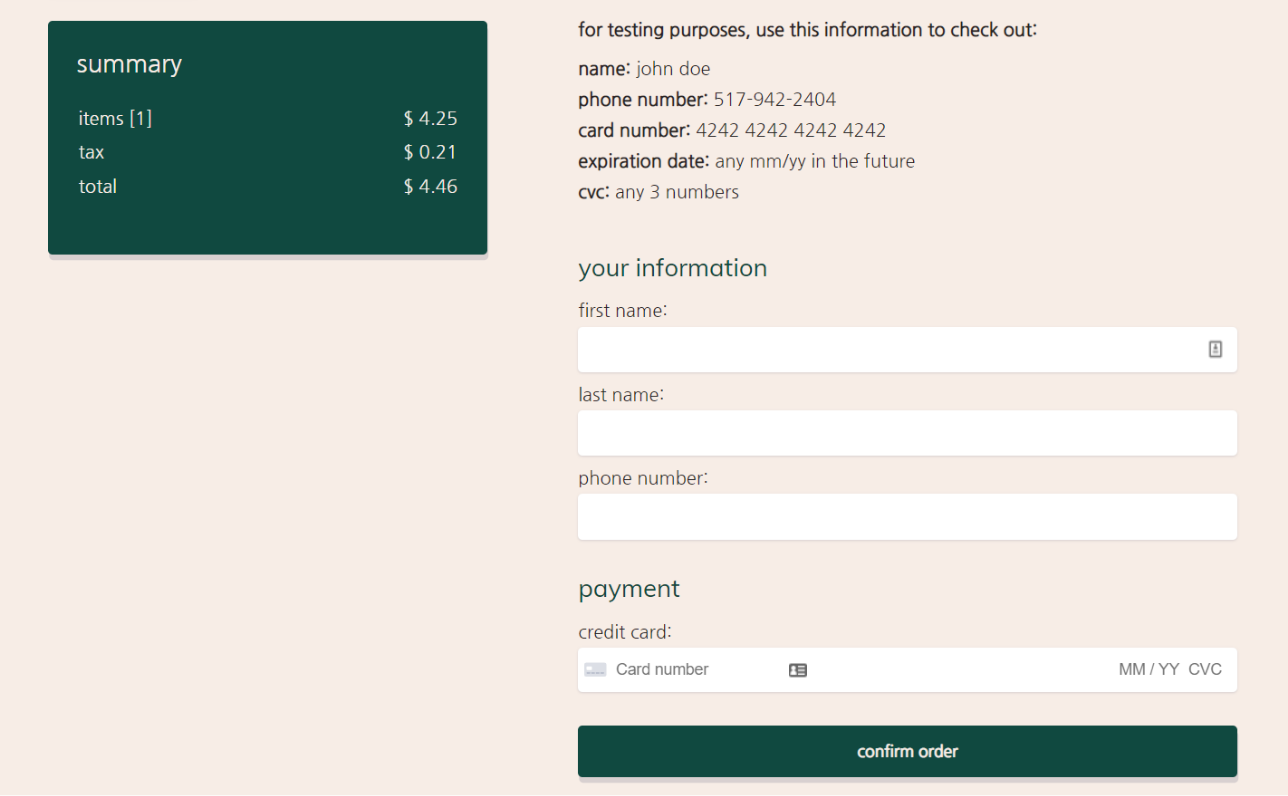 summary
items [1] $ 4.25
tax $ 0.21
total $ 4.46
for testing purposes, use this information to check out:
name: john doe
phone number: 517-942-2404
card number: 4242 4242 4242 4242
expiration date: any mm/yy in the future
cvc: any 3 numbers
your information
first name:
last name:
phone number:
payment
credit card:
Card number MM / YY CVC
confirm order